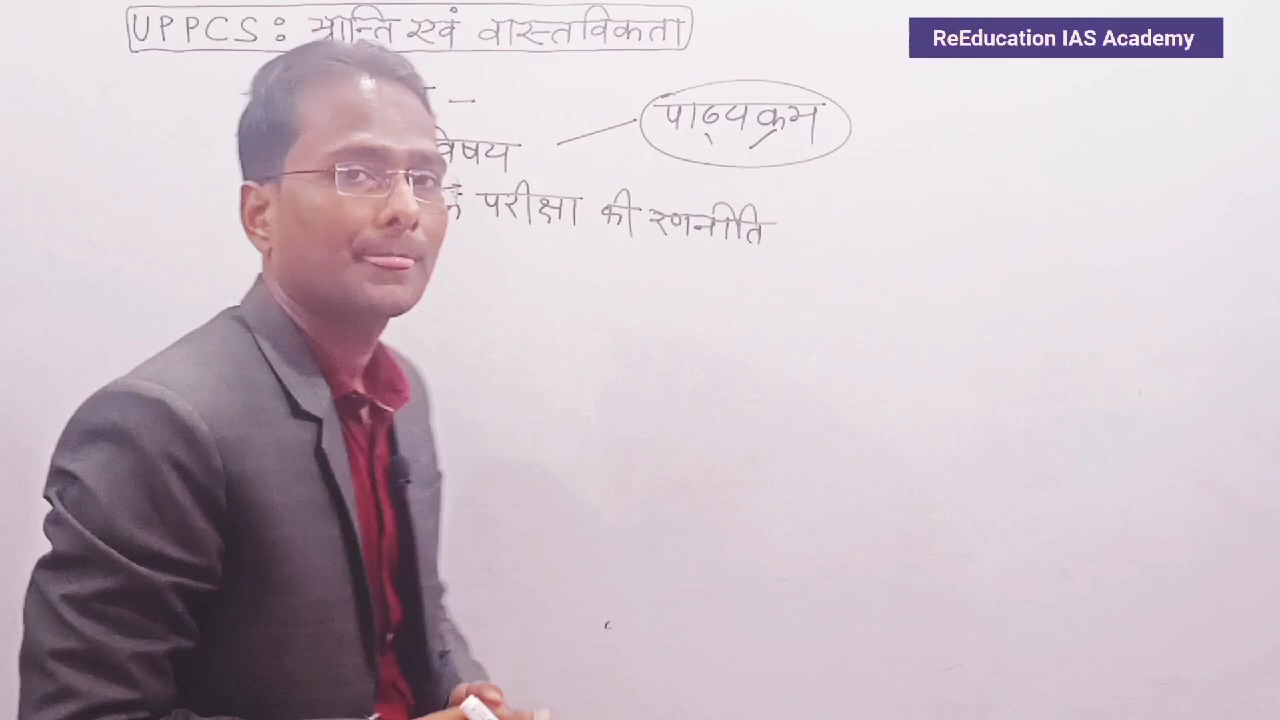 UPPCS: भ्रान्ति एवं वास्तविकता
ReEducation IAS Academy
पाठ्यक्रम
विषय
परीक्षा की रणनीति